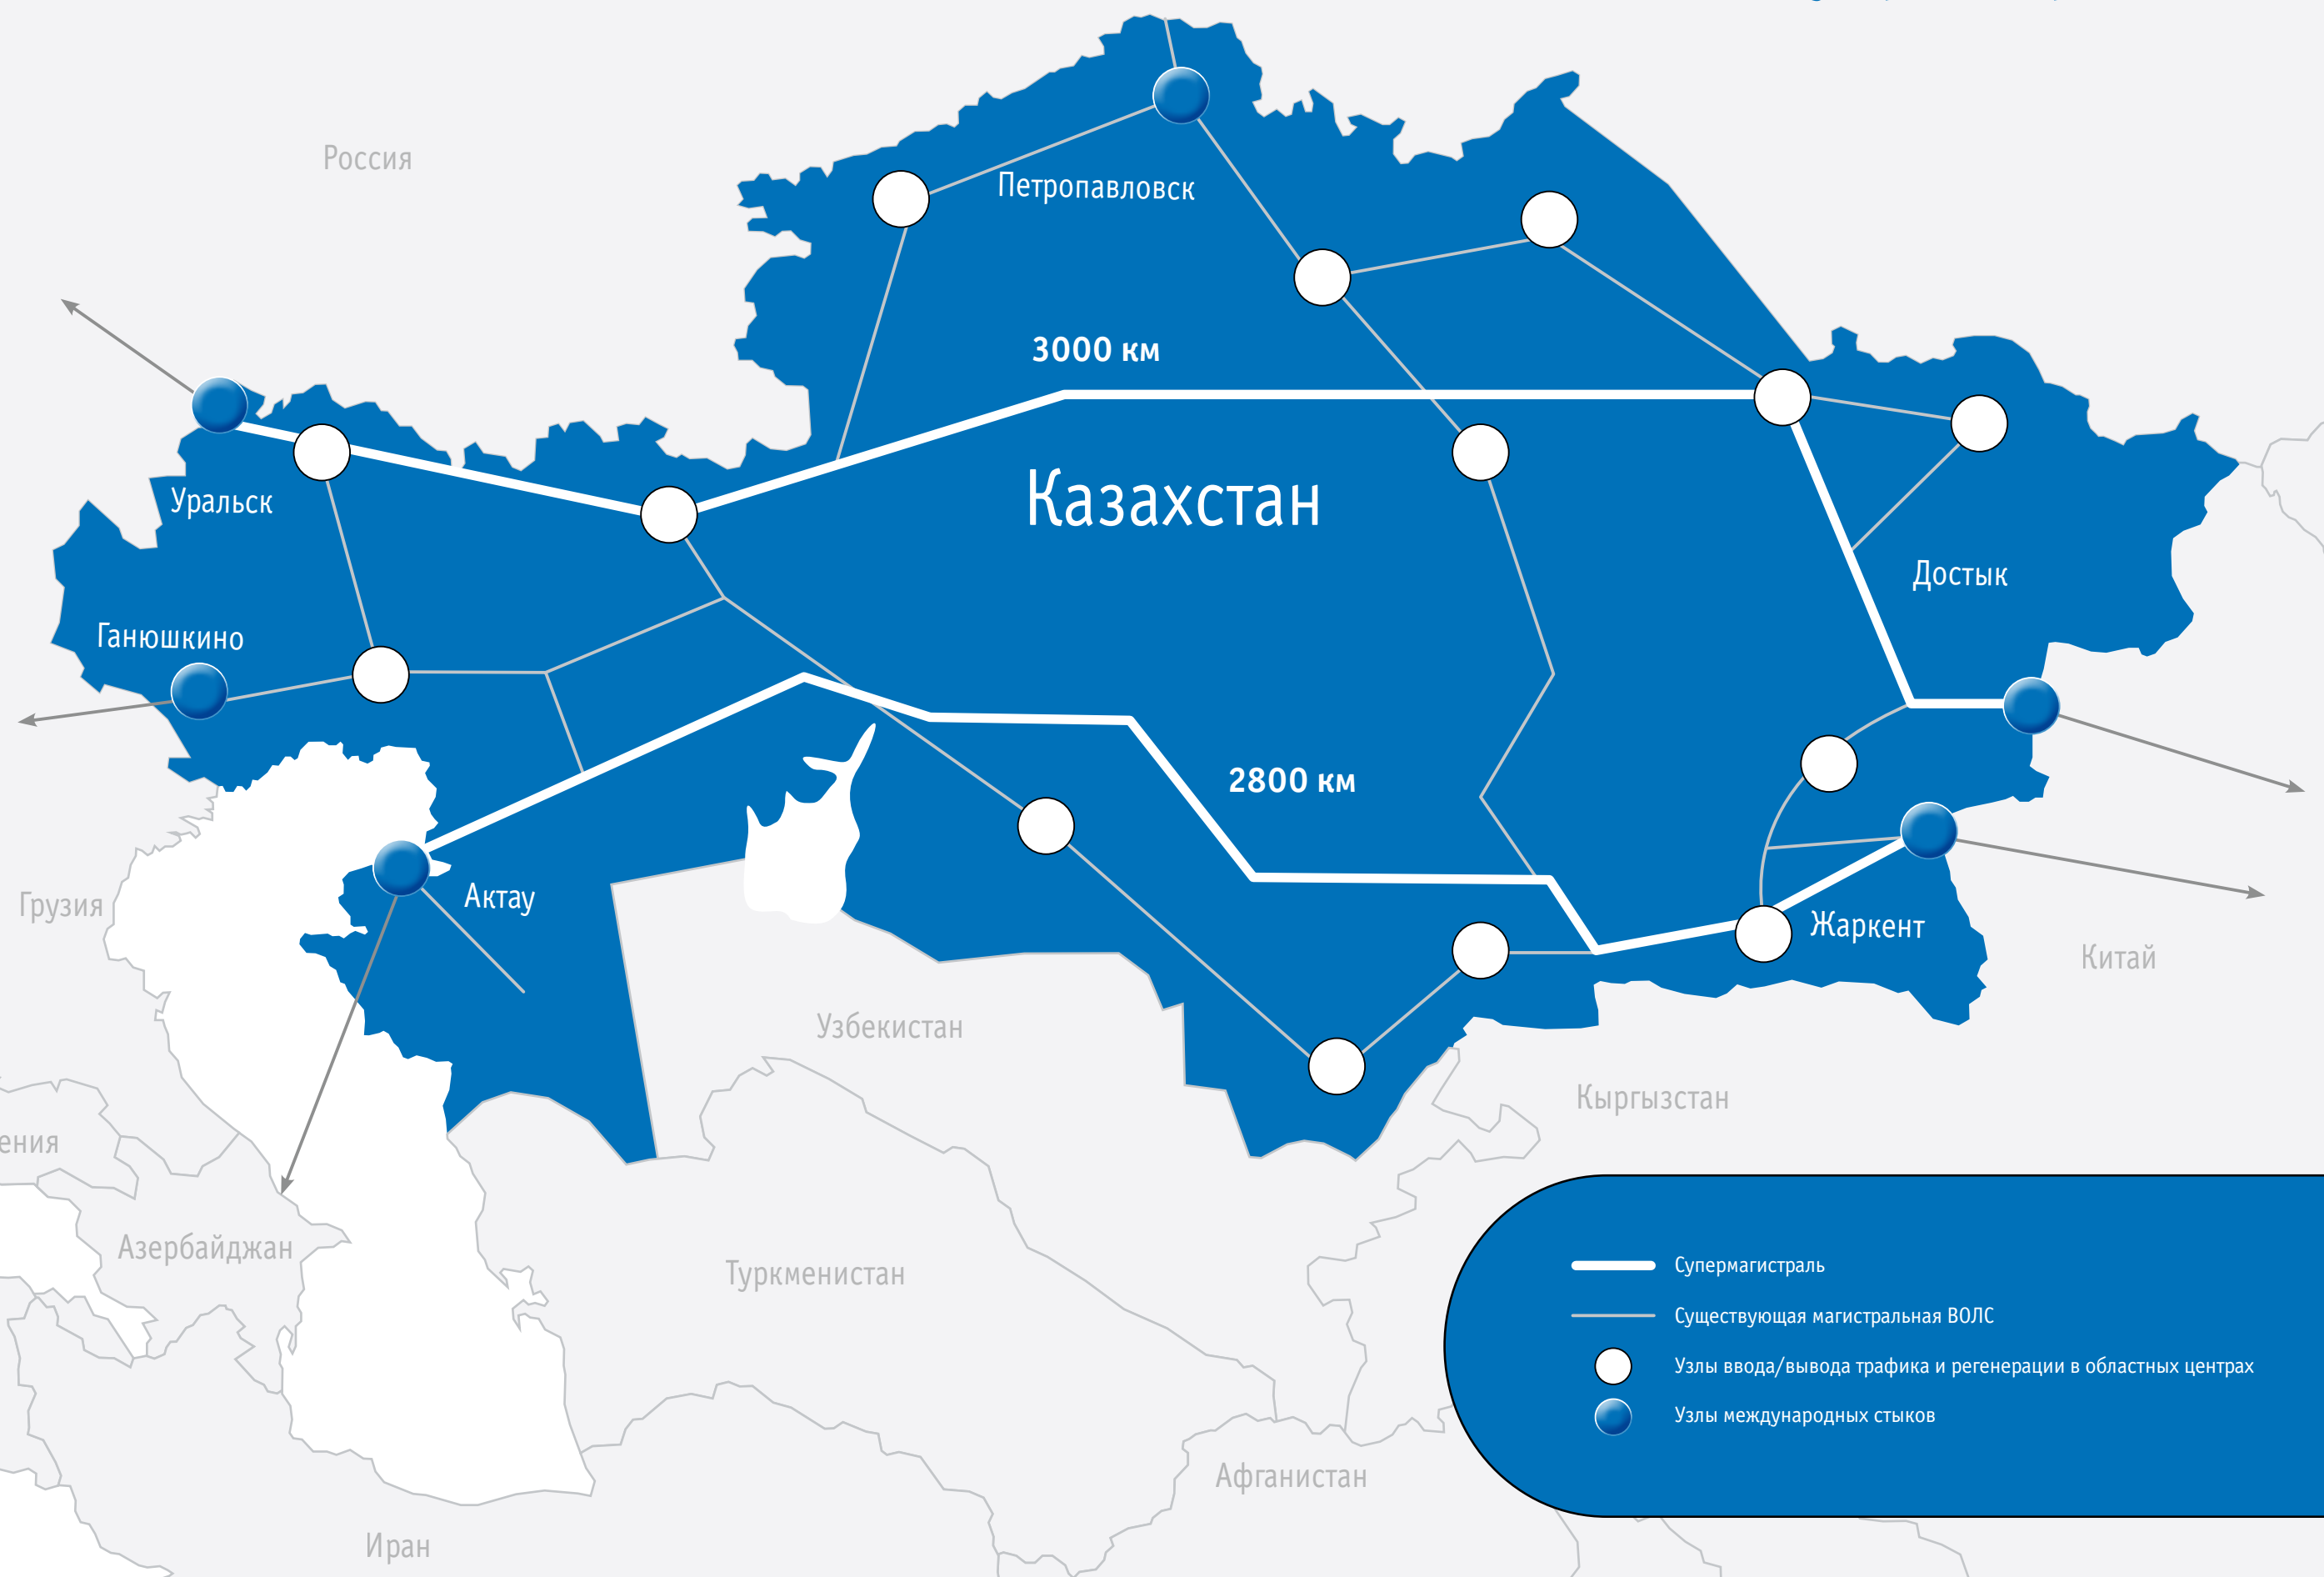 Россия
Петропавловск
3000 км
Казахстан
Уральск
Достык
Ганюшкино
2800 км
Актау
Грузия
Жаркент
Китай
Узбекистан
Кыргызстан
ения
Азербайджан
Туркменистан
Супермагистраль
Существующая магистральная ВОЛС
Узлы ввода/вывода трафика и регенерации в областных центрах
Узлы международных стыков
Афганистан
Иран